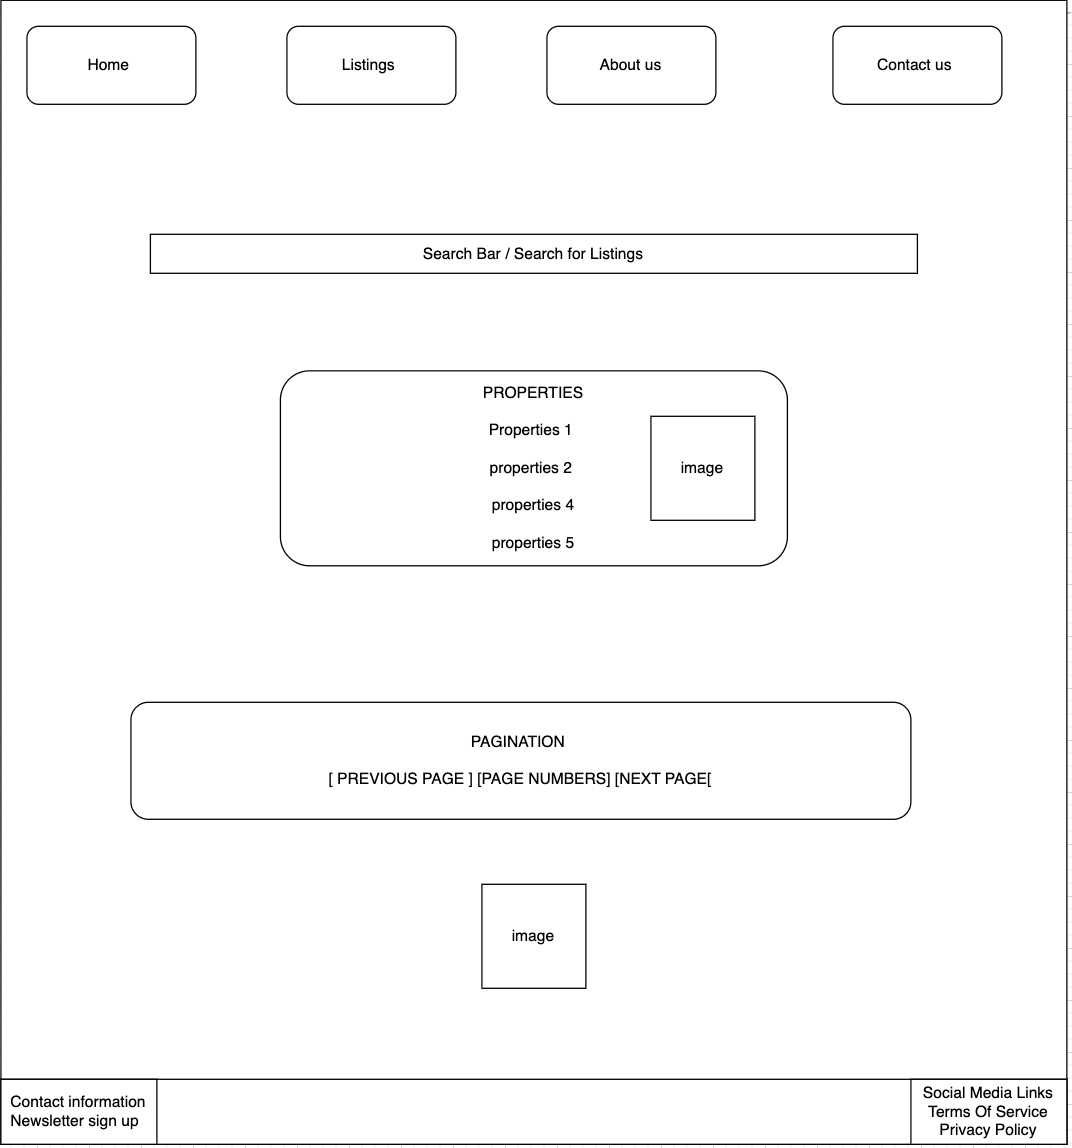 Home
Listings
About us
Contact us
Search Bar / Search for Listings
PROPERTIES
Properties 1
properties 2
properties 4
properties 5
image
PAGINATION
[ PREVIOUS PAGE ] [PAGE NUMBERS] [NEXT PAGE[
image
Contact information
Newsletter sign up
Social Media Links
Terms Of Service
Privacy Policy